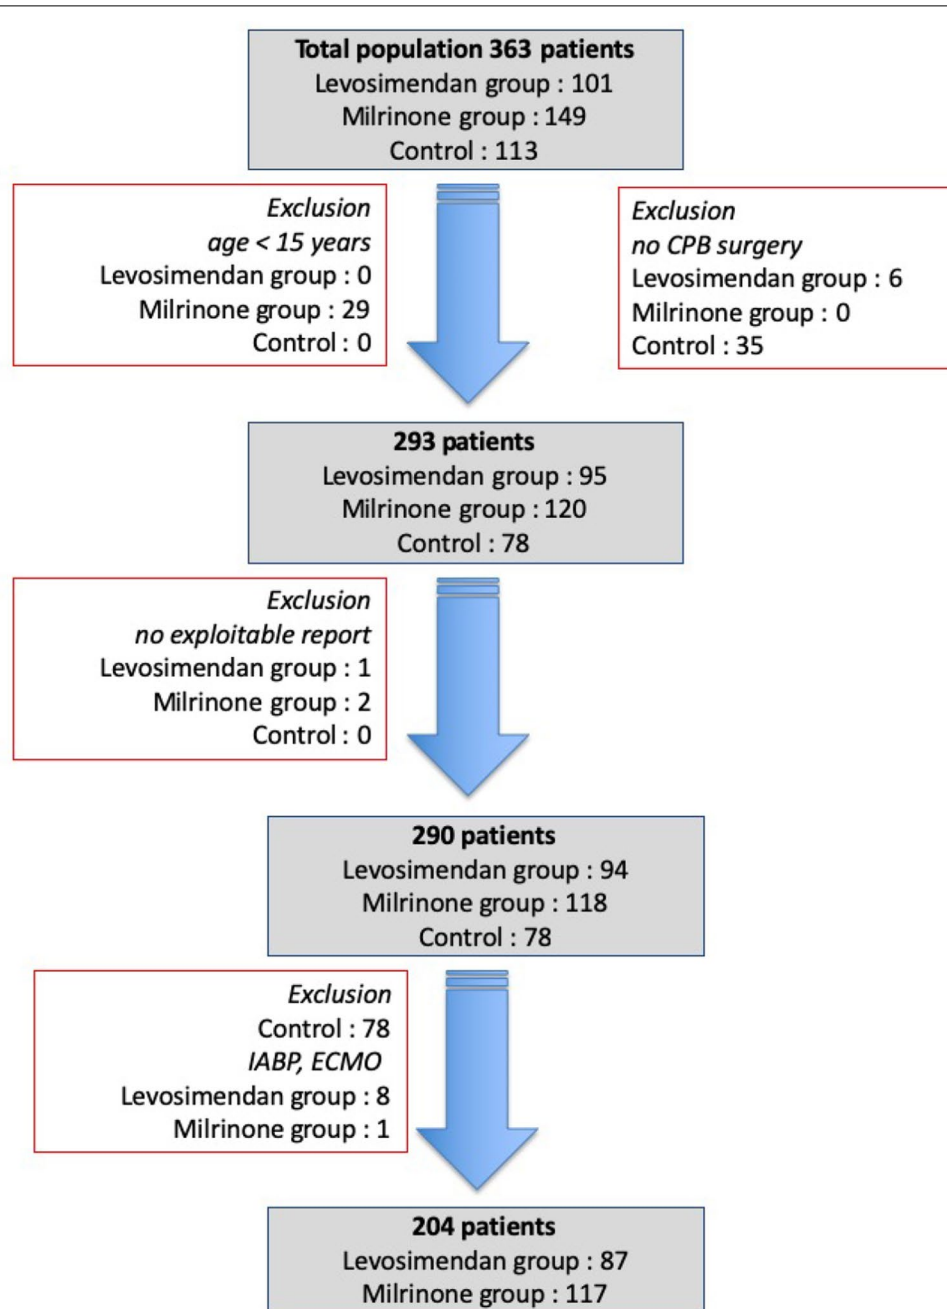 Total population 363 patients
Levosimendan group : 101
Milrinone group : 149
Control : 113
Exclusion
age < 15 years
Levosimendan group : 0
Milrinone group : 29
Control : 0
Exclusion
no CPB surgery
Levosimendan group : 6
Milrinone group : 0
Control : 35
293 patients
Levosimendan group : 95
Milrinone group : 120
Control : 78
Exclusion
no exploitable report
Levosimendan group : 1
Milrinone group : 2
Control : 0
290 patients
Levosimendan group : 94
Milrinone group : 118
Control : 78
Exclusion
Control : 78
IABP, ECMO
Levosimendan group : 8
Milrinone group : 1
204 patients
Levosimendan group : 87
Milrinone group : 117